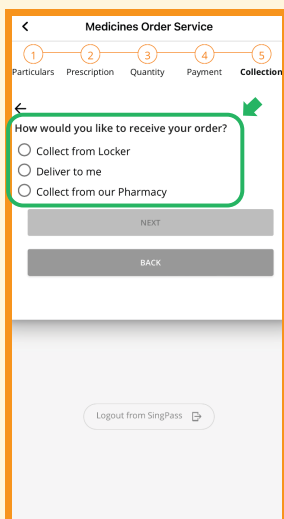 Medicines Order Service
1 2 3 4 5
Particulars Prescription Quantity Payment Collection
How would you like to receive your order?
Collect from Locker
Deliver to me
Collect from our Pharmacy
NEXT
BACK
Logout from SingPass